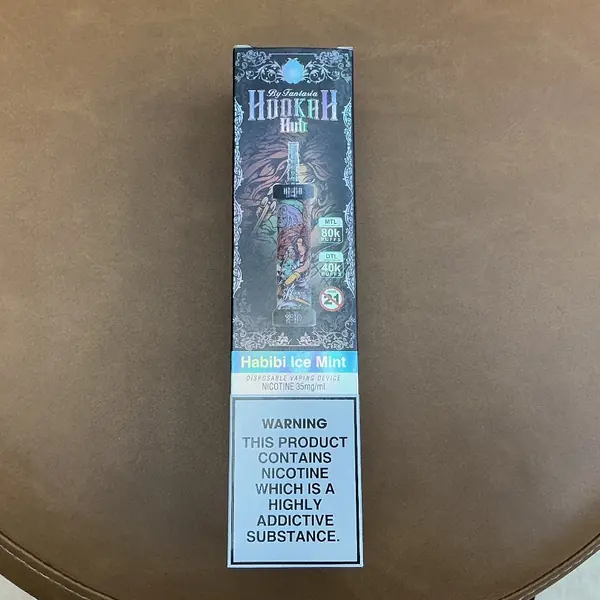 By Fantasia
HOOKAH
Hub
MTL
80k
PUFFS
DTL
40k
PUFFS
2in1
Habibi Ice Mint
DISPOSABLE VAPING DEVICE
NICOTINE 35mg/ml
WARNING
THIS PRODUCT
CONTAINS
NICOTINE
WHICH IS A
HIGHLY
ADDICTIVE
SUBSTANCE.